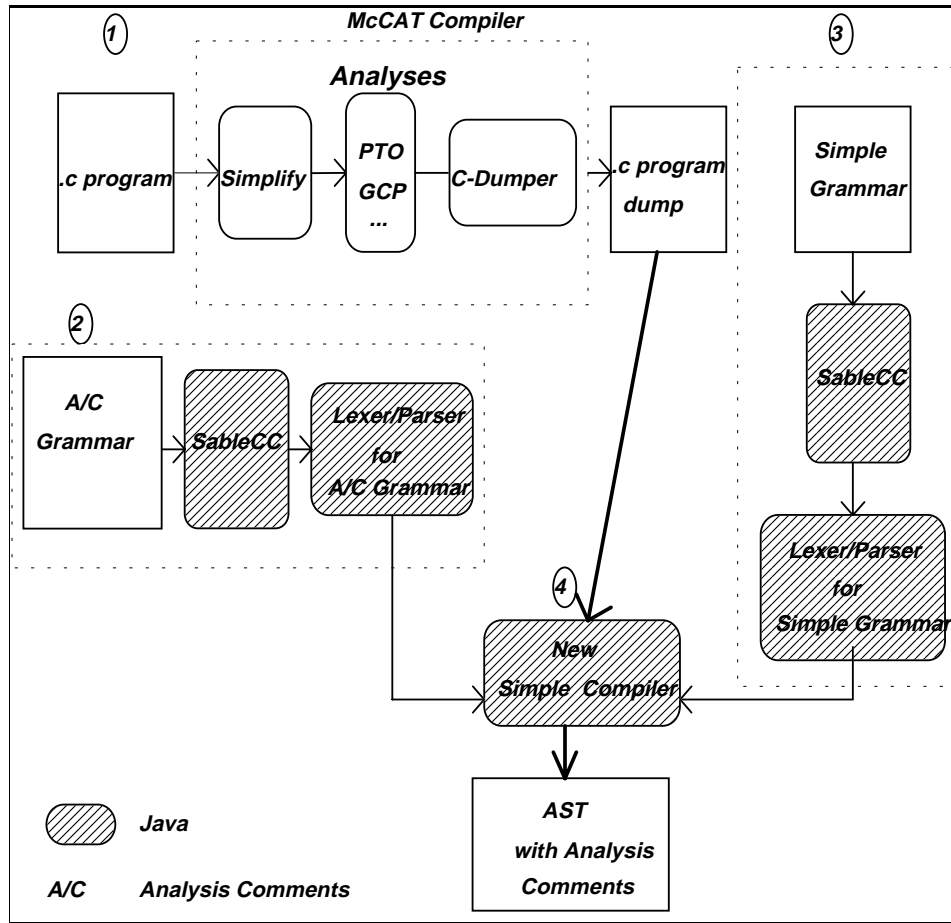 McCAT Compiler
1
3
Analyses
.c program
Simplify
PTO
GCP
...
C-Dumper
.c program
dump
Simple
Grammar
SableCC
Lexer/Parser
for
Simple Grammar
2
A/C
Grammar
SableCC
Lexer/Parser
for
A/C Grammar
4
New
Simple Compiler
AST
with Analysis
Comments
Java
A/C Analysis Comments